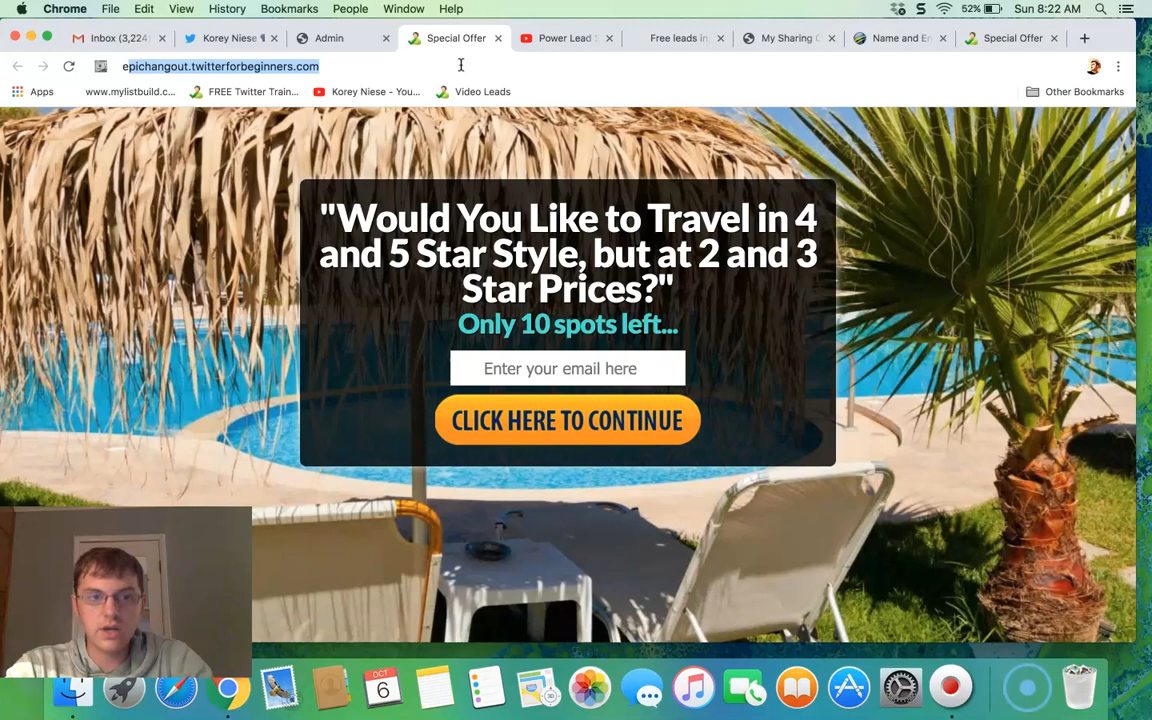 Chrome File Edit View History Bookmarks People Window Help 52% Sun 8:22 AM
Inbox (3,224) Korey Niese Admin Special Offer Power Lead Free leads in My Sharing Name and Em Special Offer
epichangout.twitterforbeginners.com
Apps www.mylistbuild.c... FREE Twitter Train... Korey Niese - You... Video Leads Other Bookmarks
"Would You Like to Travel in 4
and 5 Star Style, but at 2 and 3
Star Prices?"
Only 10 spots left...
Enter your email here
CLICK HERE TO CONTINUE
OCT
6